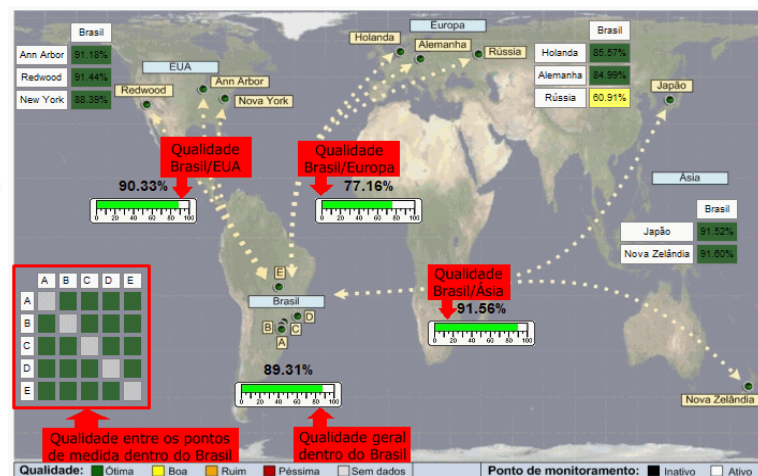 Brasil
Ann Arbor 91.18%
Redwood 91.44%
New York 88.39%
EUA
Redwood
Ann Arbor
Nova York
Europa
Holanda
Alemanha
Rússia
Brasil
Holanda 85.57%
Alemanha 84.99%
Rússia 60.91%
Japão
Qualidade
Brasil/EUA
90.33%
0 20 40 60 80 100
Qualidade
Brasil/Europa
77.16%
0 20 40 60 80 100
Ásia
Brasil
Japão 91.52%
Nova Zelândia 91.60%
A B C D E
A
B
C
D
E
E
Brasil
D
B C
A
Qualidade
Brasil/Ásia
91.56%
0 20 40 60 80 100
89.31%
0 20 40 60 80 100
Nova Zelândia
Qualidade entre os pontos
de medida dentro do Brasil
Qualidade geral
dentro do Brasil
Qualidade: Ótima Boa Ruim Péssima Sem dados Ponto de monitoramento: Inativo Ativo